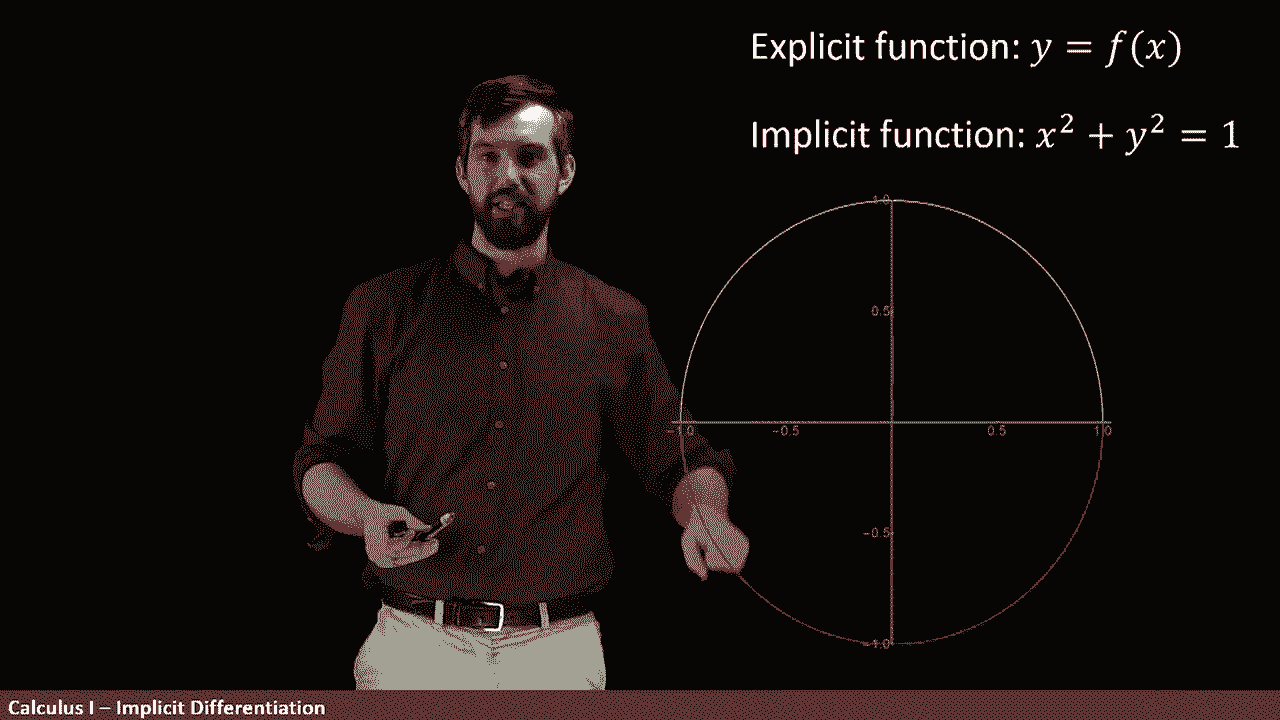 Explicit function: y = f(x)
Implicit function: x² + y² = 1
1.0
0.5
-1.0 -0.5 0.5 1.0
-0.5
-1.0
Calculus I – Implicit Differentiation